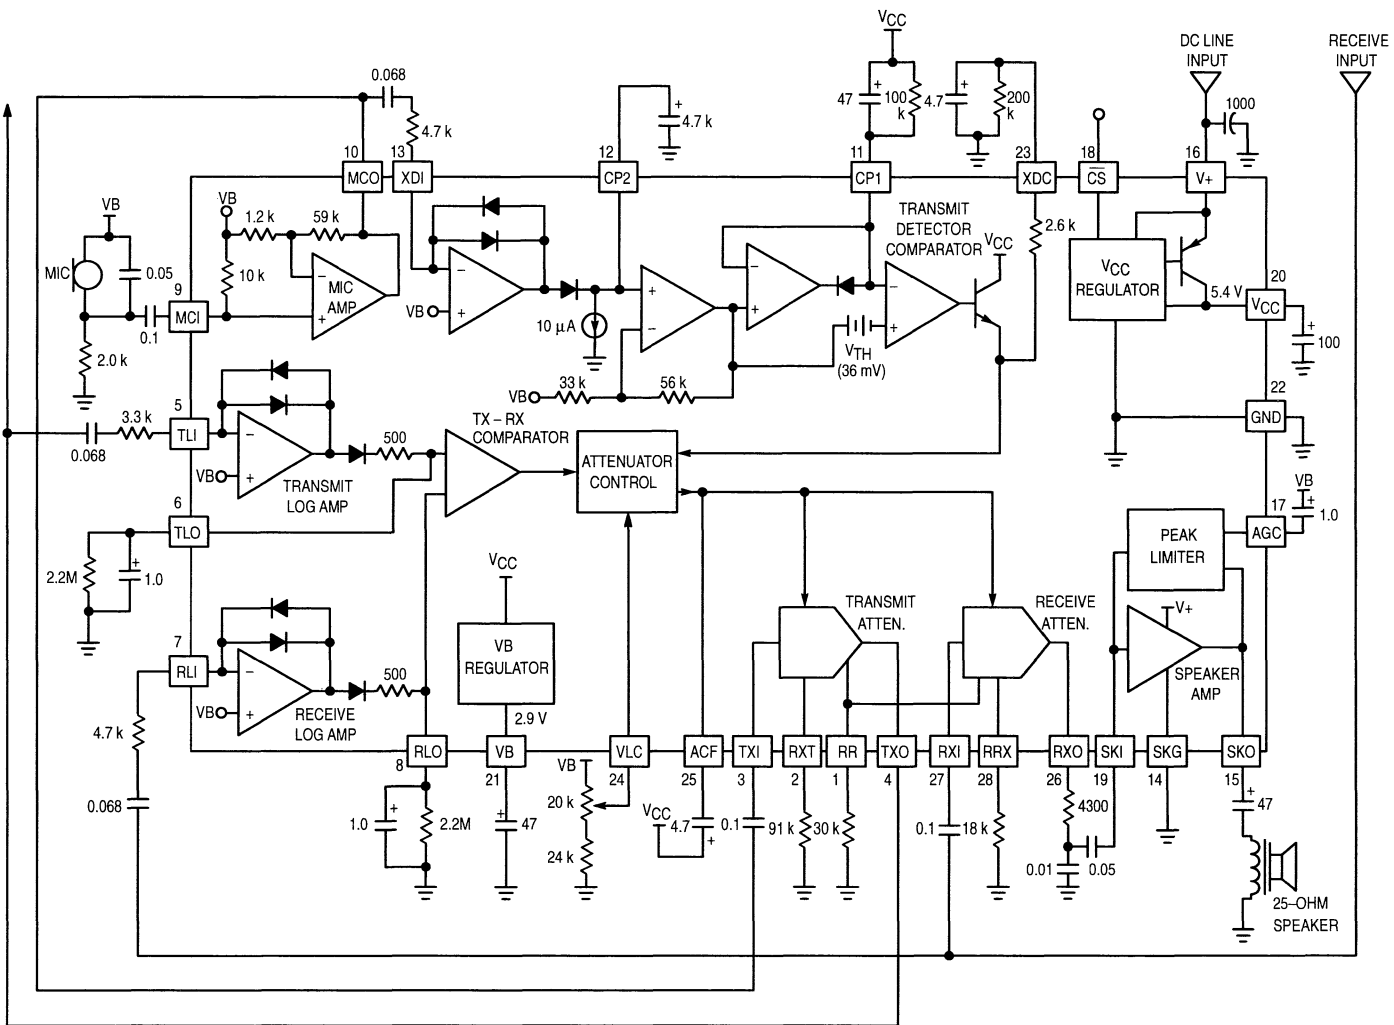 VCC
DC LINE
INPUT
RECEIVE
INPUT
0.068
4.7 k
+
4.7 k
47
+
100
k
4.7
+
200
k
1000
10
MCO
13
XDI
12
CP2
11
CP1
23
XDC
18
CS
16
V+
VB
MIC
0.05
0.1
2.0 k
9
MCI
VB
1.2 k
59 k
10 k
–
MIC
AMP
+
–
VB
+
10 µA
+
–
VB
33 k
56 k
–
+
VTH
(36 mV)
TRANSMIT
DETECTOR
COMPARATOR
–
+
VCC
2.6 k
VCC
REGULATOR
5.4 V
20
VCC
+
100
22
GND
VB
+
1.0
17
AGC
5
TLI
3.3 k
0.068
–
VB
+
TRANSMIT
LOG AMP
500
TX – RX
COMPARATOR
ATTENUATOR
CONTROL
6
TLO
2.2M
+
1.0
PEAK
LIMITER
V+
SPEAKER
AMP
7
RLI
4.7 k
0.068
–
VB
+
RECEIVE
LOG AMP
500
VCC
VB
REGULATOR
2.9 V
TRANSMIT
ATTEN.
RECEIVE
ATTEN.
RLO
8
VB
21
VLC
24
ACF
25
TXI
3
RXT
2
RR
1
TXO
4
RXI
27
RRX
28
RXO
26
SKI
19
SKG
14
SKO
15
+
1.0
2.2M
+
47
VB
20 k
24 k
VCC
4.7
+
0.1
91 k
30 k
0.1
18 k
4300
0.01
0.05
+
47
25–OHM
SPEAKER